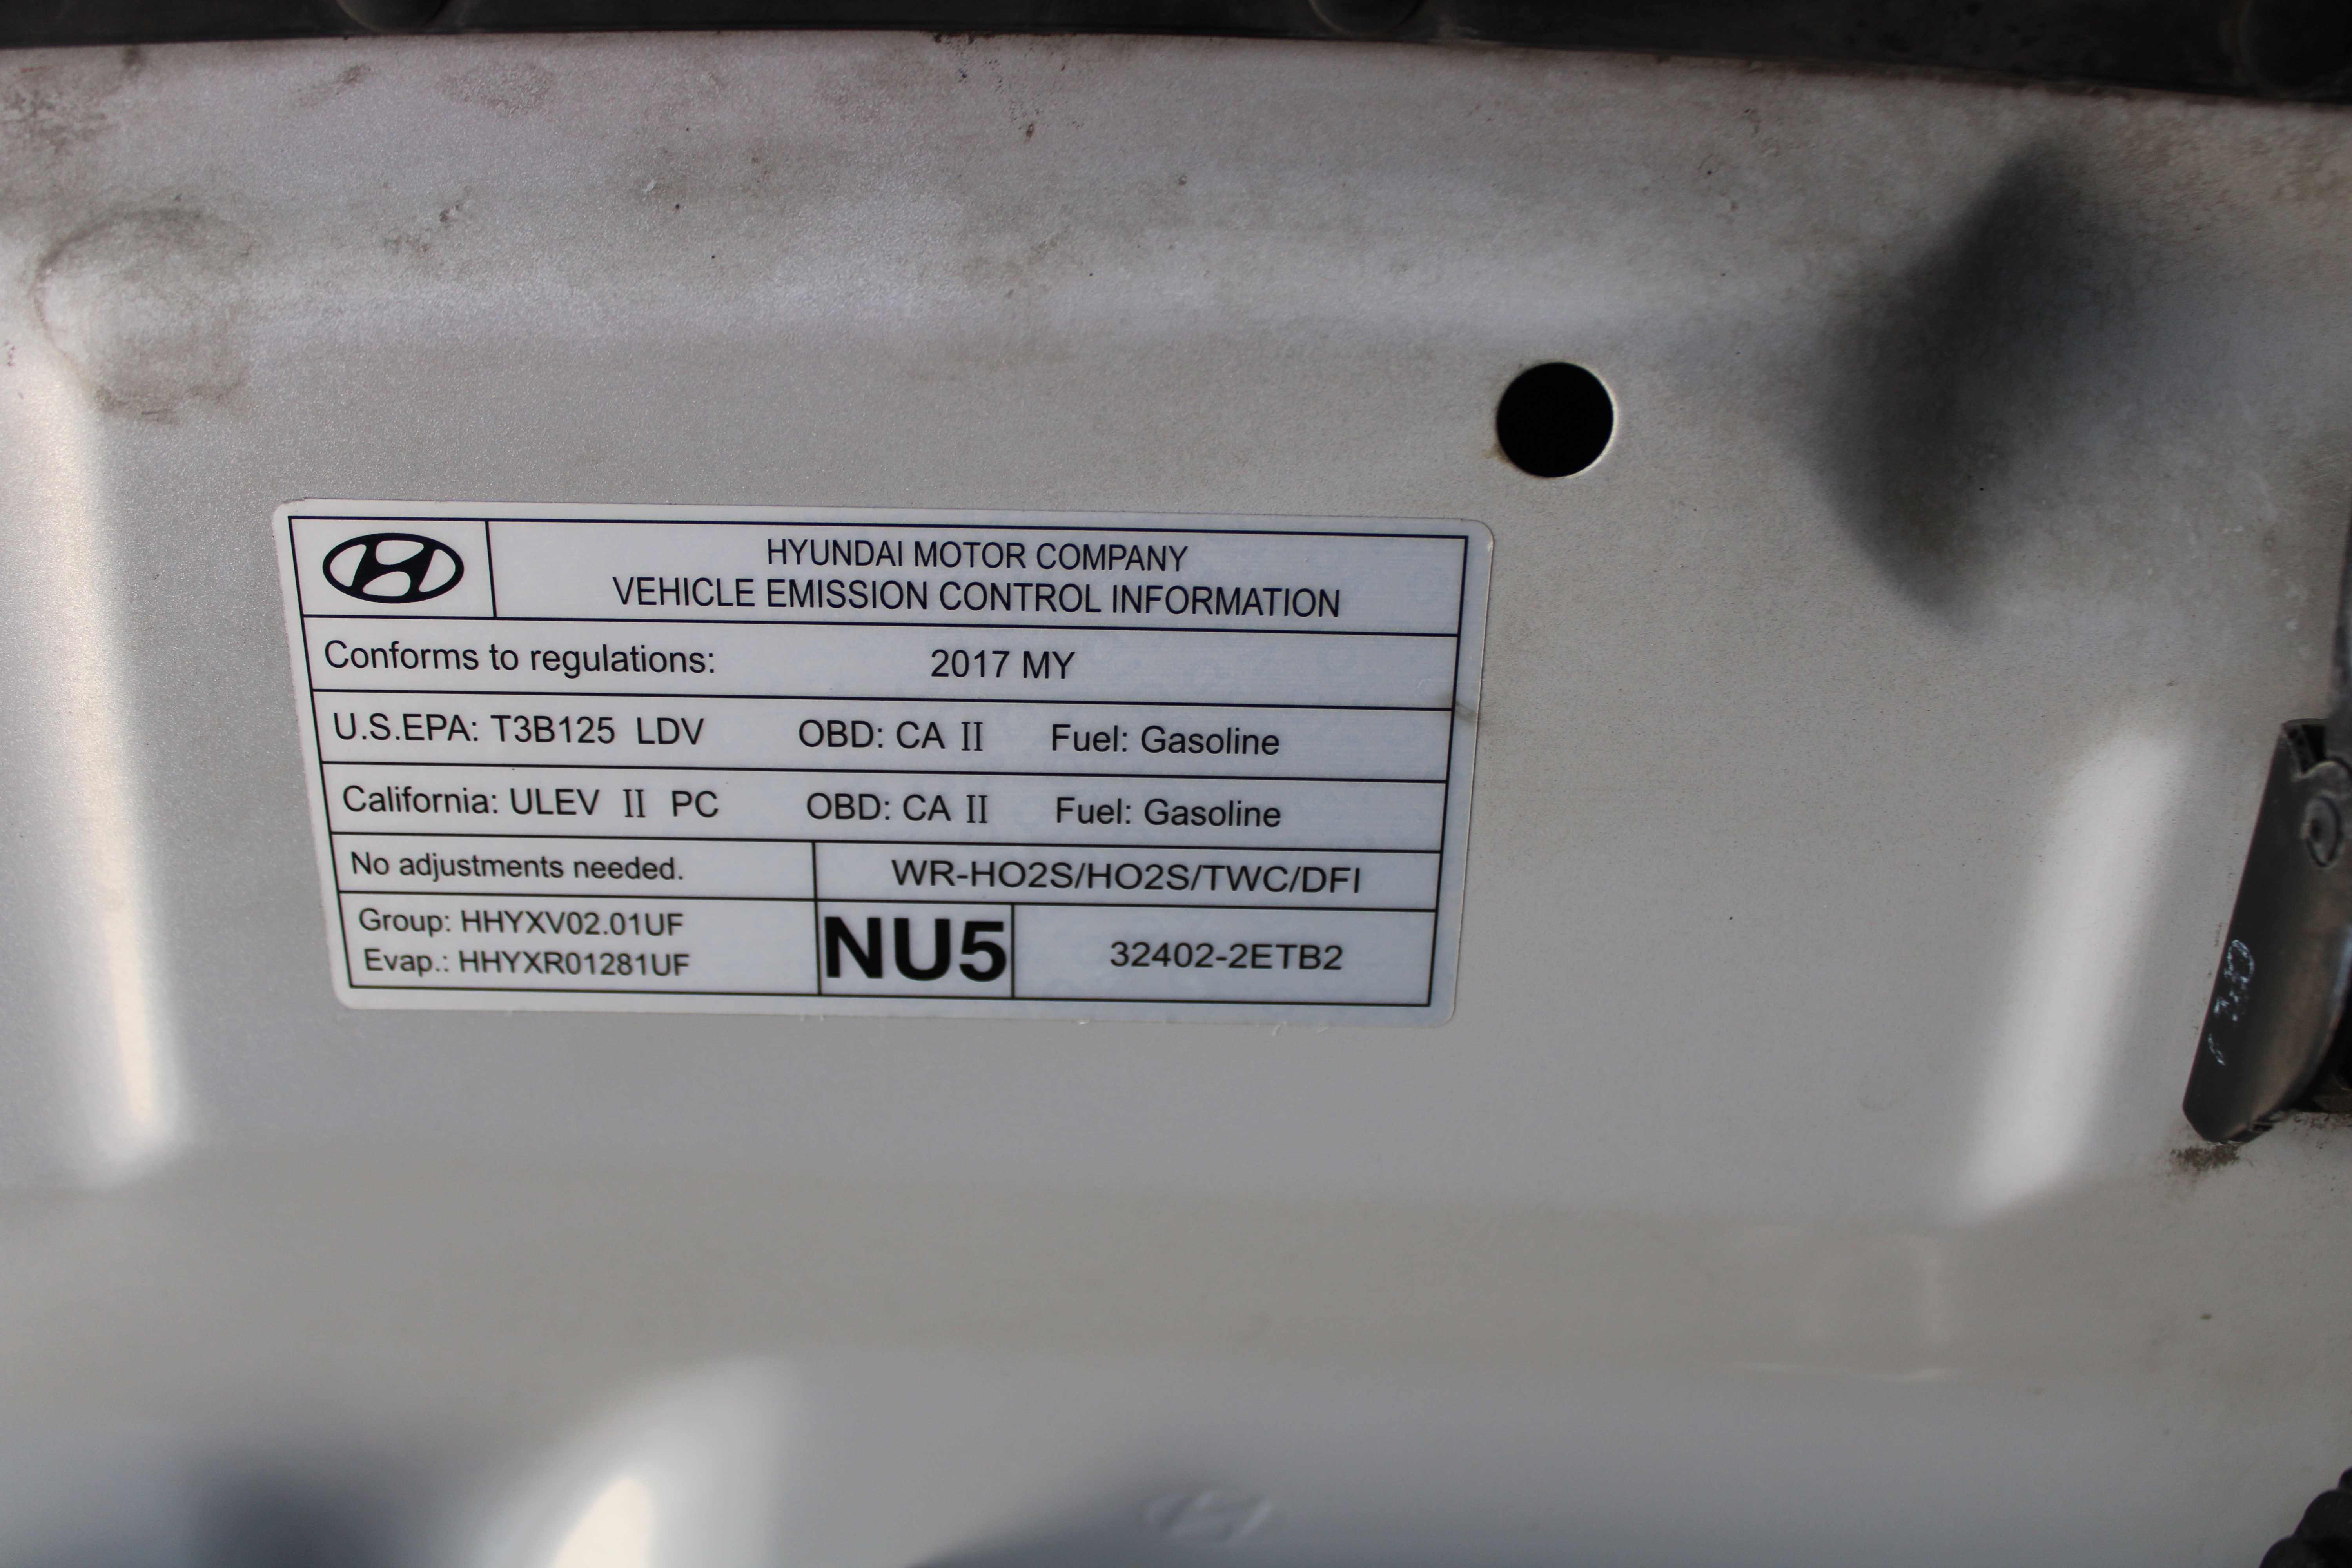 HYUNDAI MOTOR COMPANY
VEHICLE EMISSION CONTROL INFORMATION
Conforms to regulations: 2017 MY
U.S.EPA: T3B125 LDV OBD: CA II Fuel: Gasoline
California: ULEV II PC OBD: CA II Fuel: Gasoline
No adjustments needed. WR-HO2S/HO2S/TWC/DFI
Group: HHYXV02.01UF
Evap.: HHYXR01281UF
NU5
32402-2ETB2